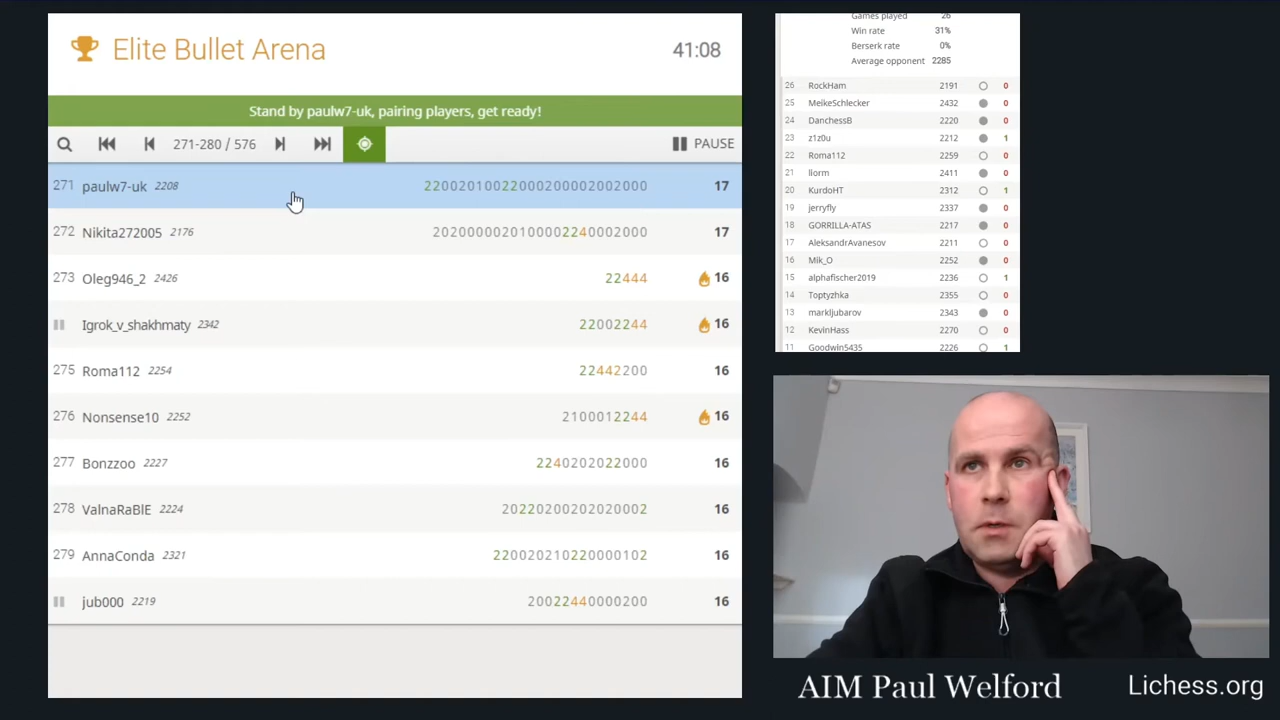 Elite Bullet Arena 41:08
Stand by paulw7-uk, pairing players, get ready!
271-280 / 576 PAUSE
271 paulw7-uk 2208 22002010022000200002002000 17
272 Nikita272005 2176 2020000020100002240002000 17
273 Oleg946_2 2426 22444 16
Igrok_v_shakhmaty 2342 22002244 16
275 Roma112 2254 22442200 16
276 Nonsense10 2252 2100012244 16
277 Bonzzoo 2227 2240202022000 16
278 ValnaRaBlE 2224 20220200202020002 16
279 AnnaConda 2321 220020210220000102 16
jub000 2219 20022440000200 16
Games played 26
Win rate 31%
Berserk rate 0%
Average opponent 2285
26 RockHam 2191 0
25 MeikeSchlecker 2432 0
24 DanchessB 2220 0
23 z1z0u 2212 1
22 Roma112 2259 0
21 liorm 2411 0
20 KurdoHT 2312 1
19 jerryfly 2337 0
18 GORRILLA-ATAS 2217 0
17 AleksandrAvanesov 2211 0
16 Mik_O 2252 0
15 alphafischer2019 2236 1
14 Toptyzhka 2355 0
13 markljubarov 2343 0
12 KevinHass 2270 0
11 Goodwin5435 2226 1
AIM Paul Welford
Lichess.org